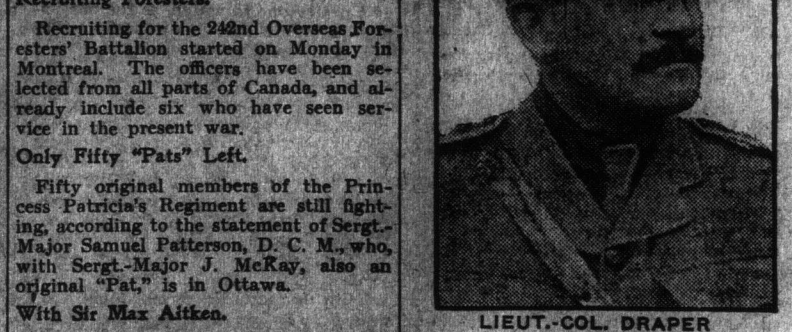 Recruiting Foresters.
Recruiting for the 242nd Overseas For-
esters' Battalion started on Monday in
Montreal. The officers have been se-
lected from all parts of Canada, and al-
ready include six who have seen ser-
vice in the present war.
Only Fifty "Pats" Left.
Fifty original members of the Prin-
cess Patricia's Regiment are still fight-
ing, according to the statement of Sergt.-
Major Samuel Patterson, D. C. M., who,
with Sergt.-Major J. McKay, also an
original "Pat," is in Ottawa.
With Sir Max Aitken.
LIEUT.-COL. DRAPER